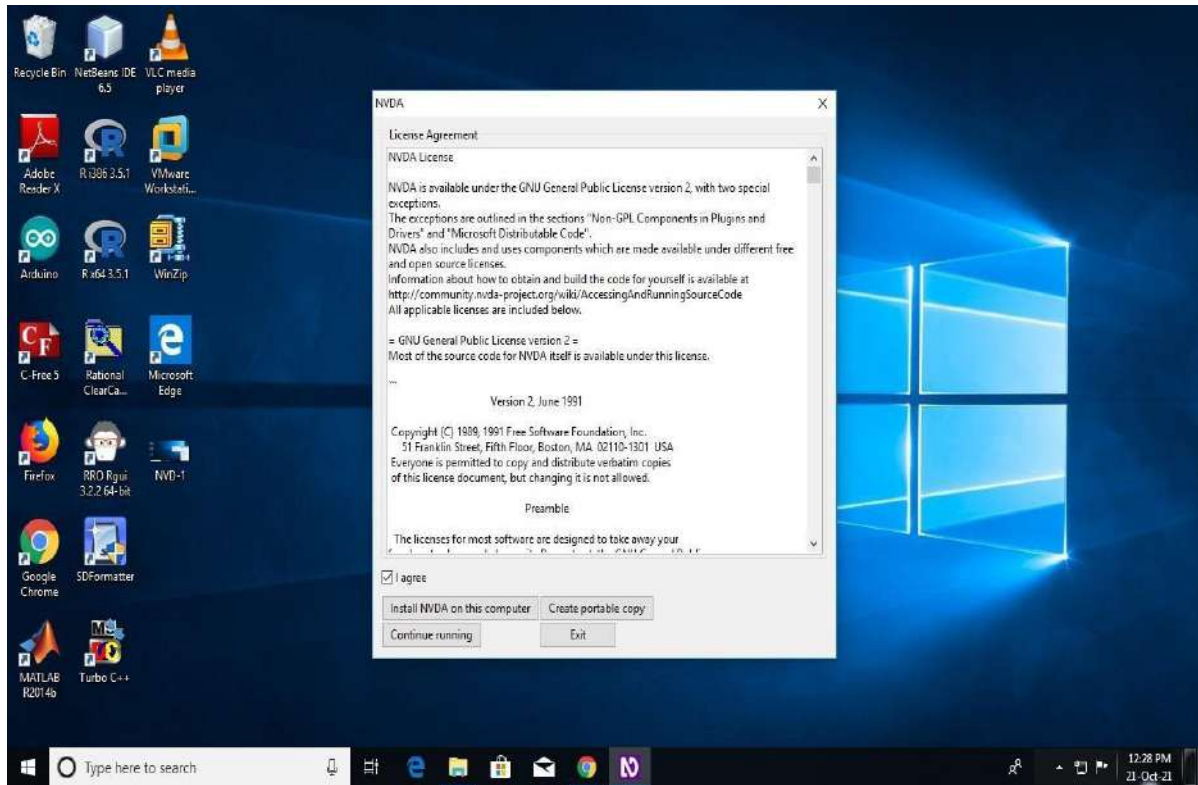 Recycle Bin
NetBeans IDE
6.5
VLC media
player
Adobe
Reader X
R i386 3.5.1
VMware
Workstati...
Arduino
R x64 3.5.1
WinZip
C-Free 5
Rational
ClearCa...
Microsoft
Edge
Firefox
RRO Rgui
3.2.2 64-bit
NVD-1
Google
Chrome
SDFormatter
MATLAB
R2014b
Turbo C++
NVDA
License Agreement
NVDA License
NVDA is available under the GNU General Public License version 2, with two special
exceptions.
The exceptions are outlined in the sections "Non-GPL Components in Plugins and
Drivers" and "Microsoft Distributable Code".
NVDA also includes and uses components which are made available under different free
and open source licenses.
Information about how to obtain and build the code for yourself is available at
http://community.nvda-project.org/wiki/AccessingAndRunningSourceCode
All applicable licenses are included below.
= GNU General Public License version 2 =
Most of the source code for NVDA itself is available under this license.
```
Version 2, June 1991
Copyright (C) 1989, 1991 Free Software Foundation, Inc.
51 Franklin Street, Fifth Floor, Boston, MA 02110-1301 USA
Everyone is permitted to copy and distribute verbatim copies
of this license document, but changing it is not allowed.
Preamble
The licenses for most software are designed to take away your
I agree
Install NVDA on this computer
Create portable copy
Continue running
Exit
Type here to search
12:28 PM
21-Oct-21